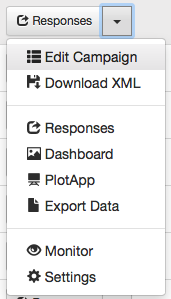 Responses
Edit Campaign
Download XML
Responses
Dashboard
PlotApp
Export Data
Monitor
Settings